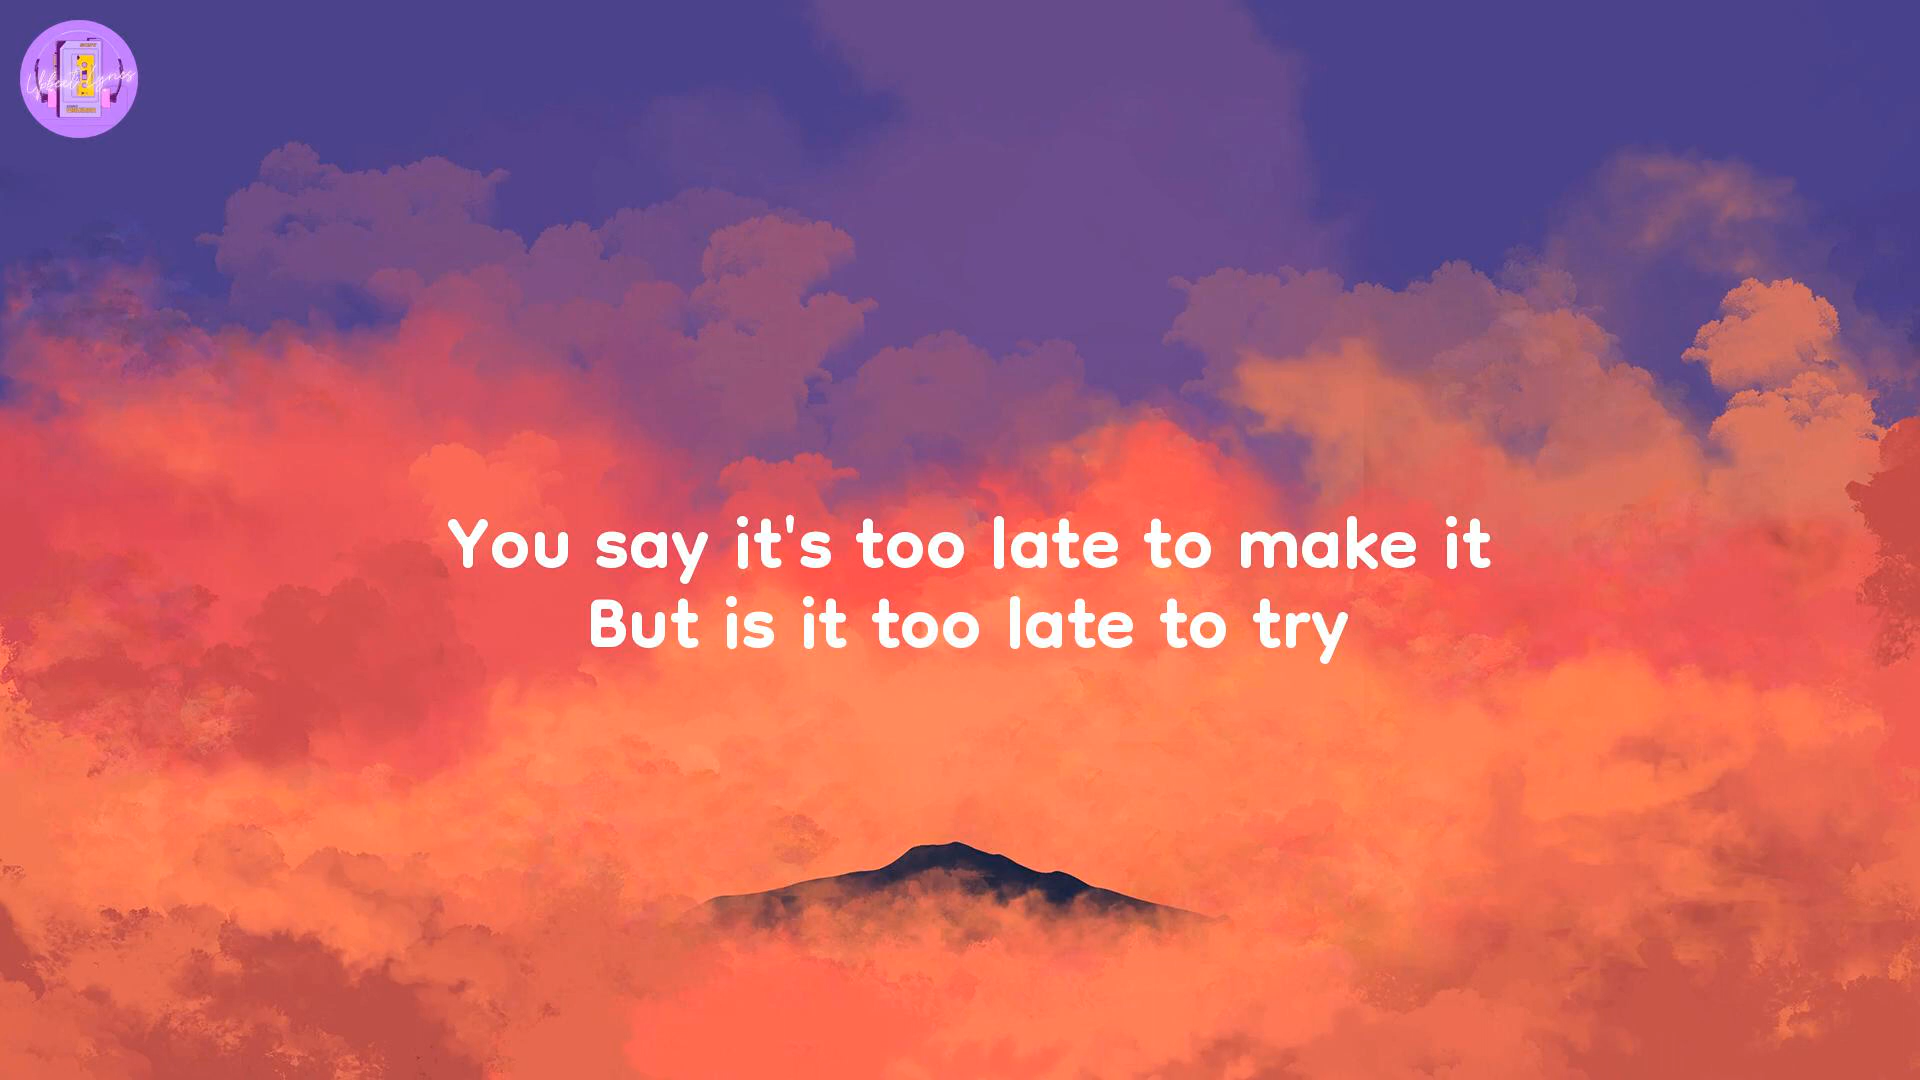 You say it's too late to make it
But is it too late to try